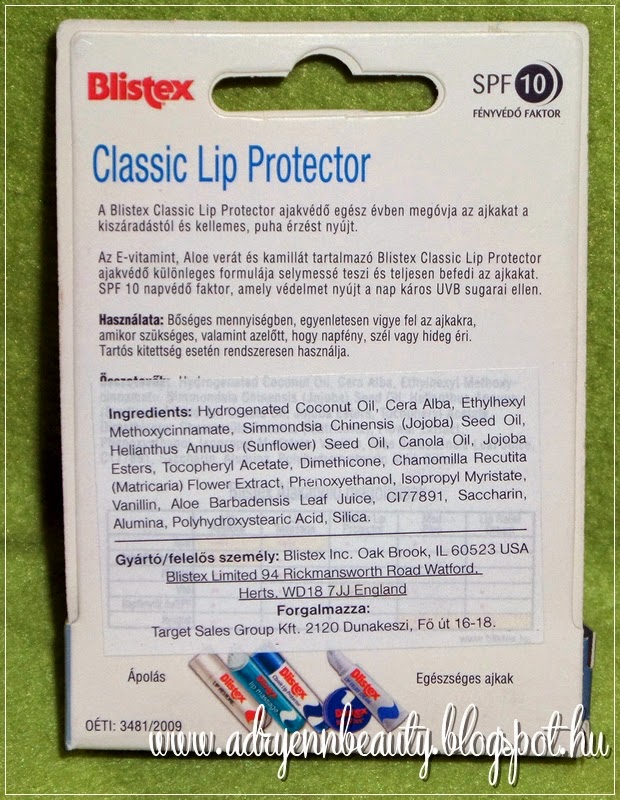 Blistex
SPF 10
FÉNYVÉDŐ FAKTOR
Classic Lip Protector
A Blistex Classic Lip Protector ajakvédő egész évben megóvja az ajkakat a
kiszáradástól és kellemes, puha érzést nyújt.
Az E-vitamint, Aloe verát és kamillát tartalmazó Blistex Classic Lip Protector
ajakvédő különleges formulája selymessé teszi és teljesen befedi az ajkakat.
SPF 10 napvédő faktor, amely védelmet nyújt a nap káros UVB sugarai ellen.
Használata: Bőséges mennyiségben, egyenletesen vigye fel az ajkakra,
amikor szükséges, valamint azelőtt, hogy napfény, szél vagy hideg éri.
Tartós kitettség esetén rendszeresen használja.
Hydrogenated Coconut Oil, Cera Alba, Ethylhexyl Methoxy-
Ingredients: Hydrogenated Coconut Oil, Cera Alba, Ethylhexyl
Methoxycinnamate, Simmondsia Chinensis (Jojoba) Seed Oil,
Helianthus Annuus (Sunflower) Seed Oil, Canola Oil, Jojoba
Esters, Tocopheryl Acetate, Dimethicone, Chamomilla Recutita
(Matricaria) Flower Extract, Phenoxyethanol, Isopropyl Myristate,
Vanillin, Aloe Barbadensis Leaf Juice, CI77891, Saccharin,
Alumina, Polyhydroxystearic Acid, Silica.
Gyártó/felelős személy: Blistex Inc. Oak Brook, IL 60523 USA
Blistex Limited 94 Rickmansworth Road Watford,
Herts, WD18 7JJ England
Forgalmazza:
Target Sales Group Kft. 2120 Dunakeszi, Fő út 16-18.
Ápolás
Egészséges ajkak
OÉTI: 3481/2009
www.adryennbeauty.blogspot.hu